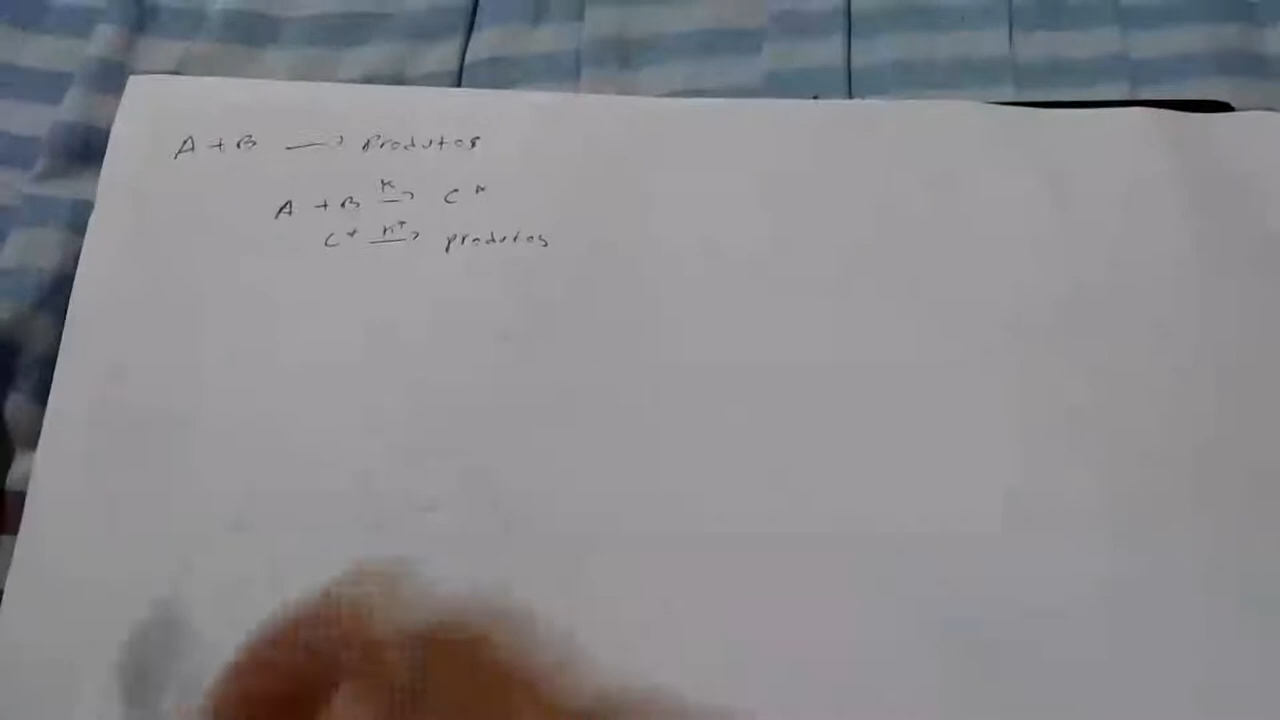 A + B → Produtos
A + B →ᴷ C*
C* →ᴷ⁺ produtos